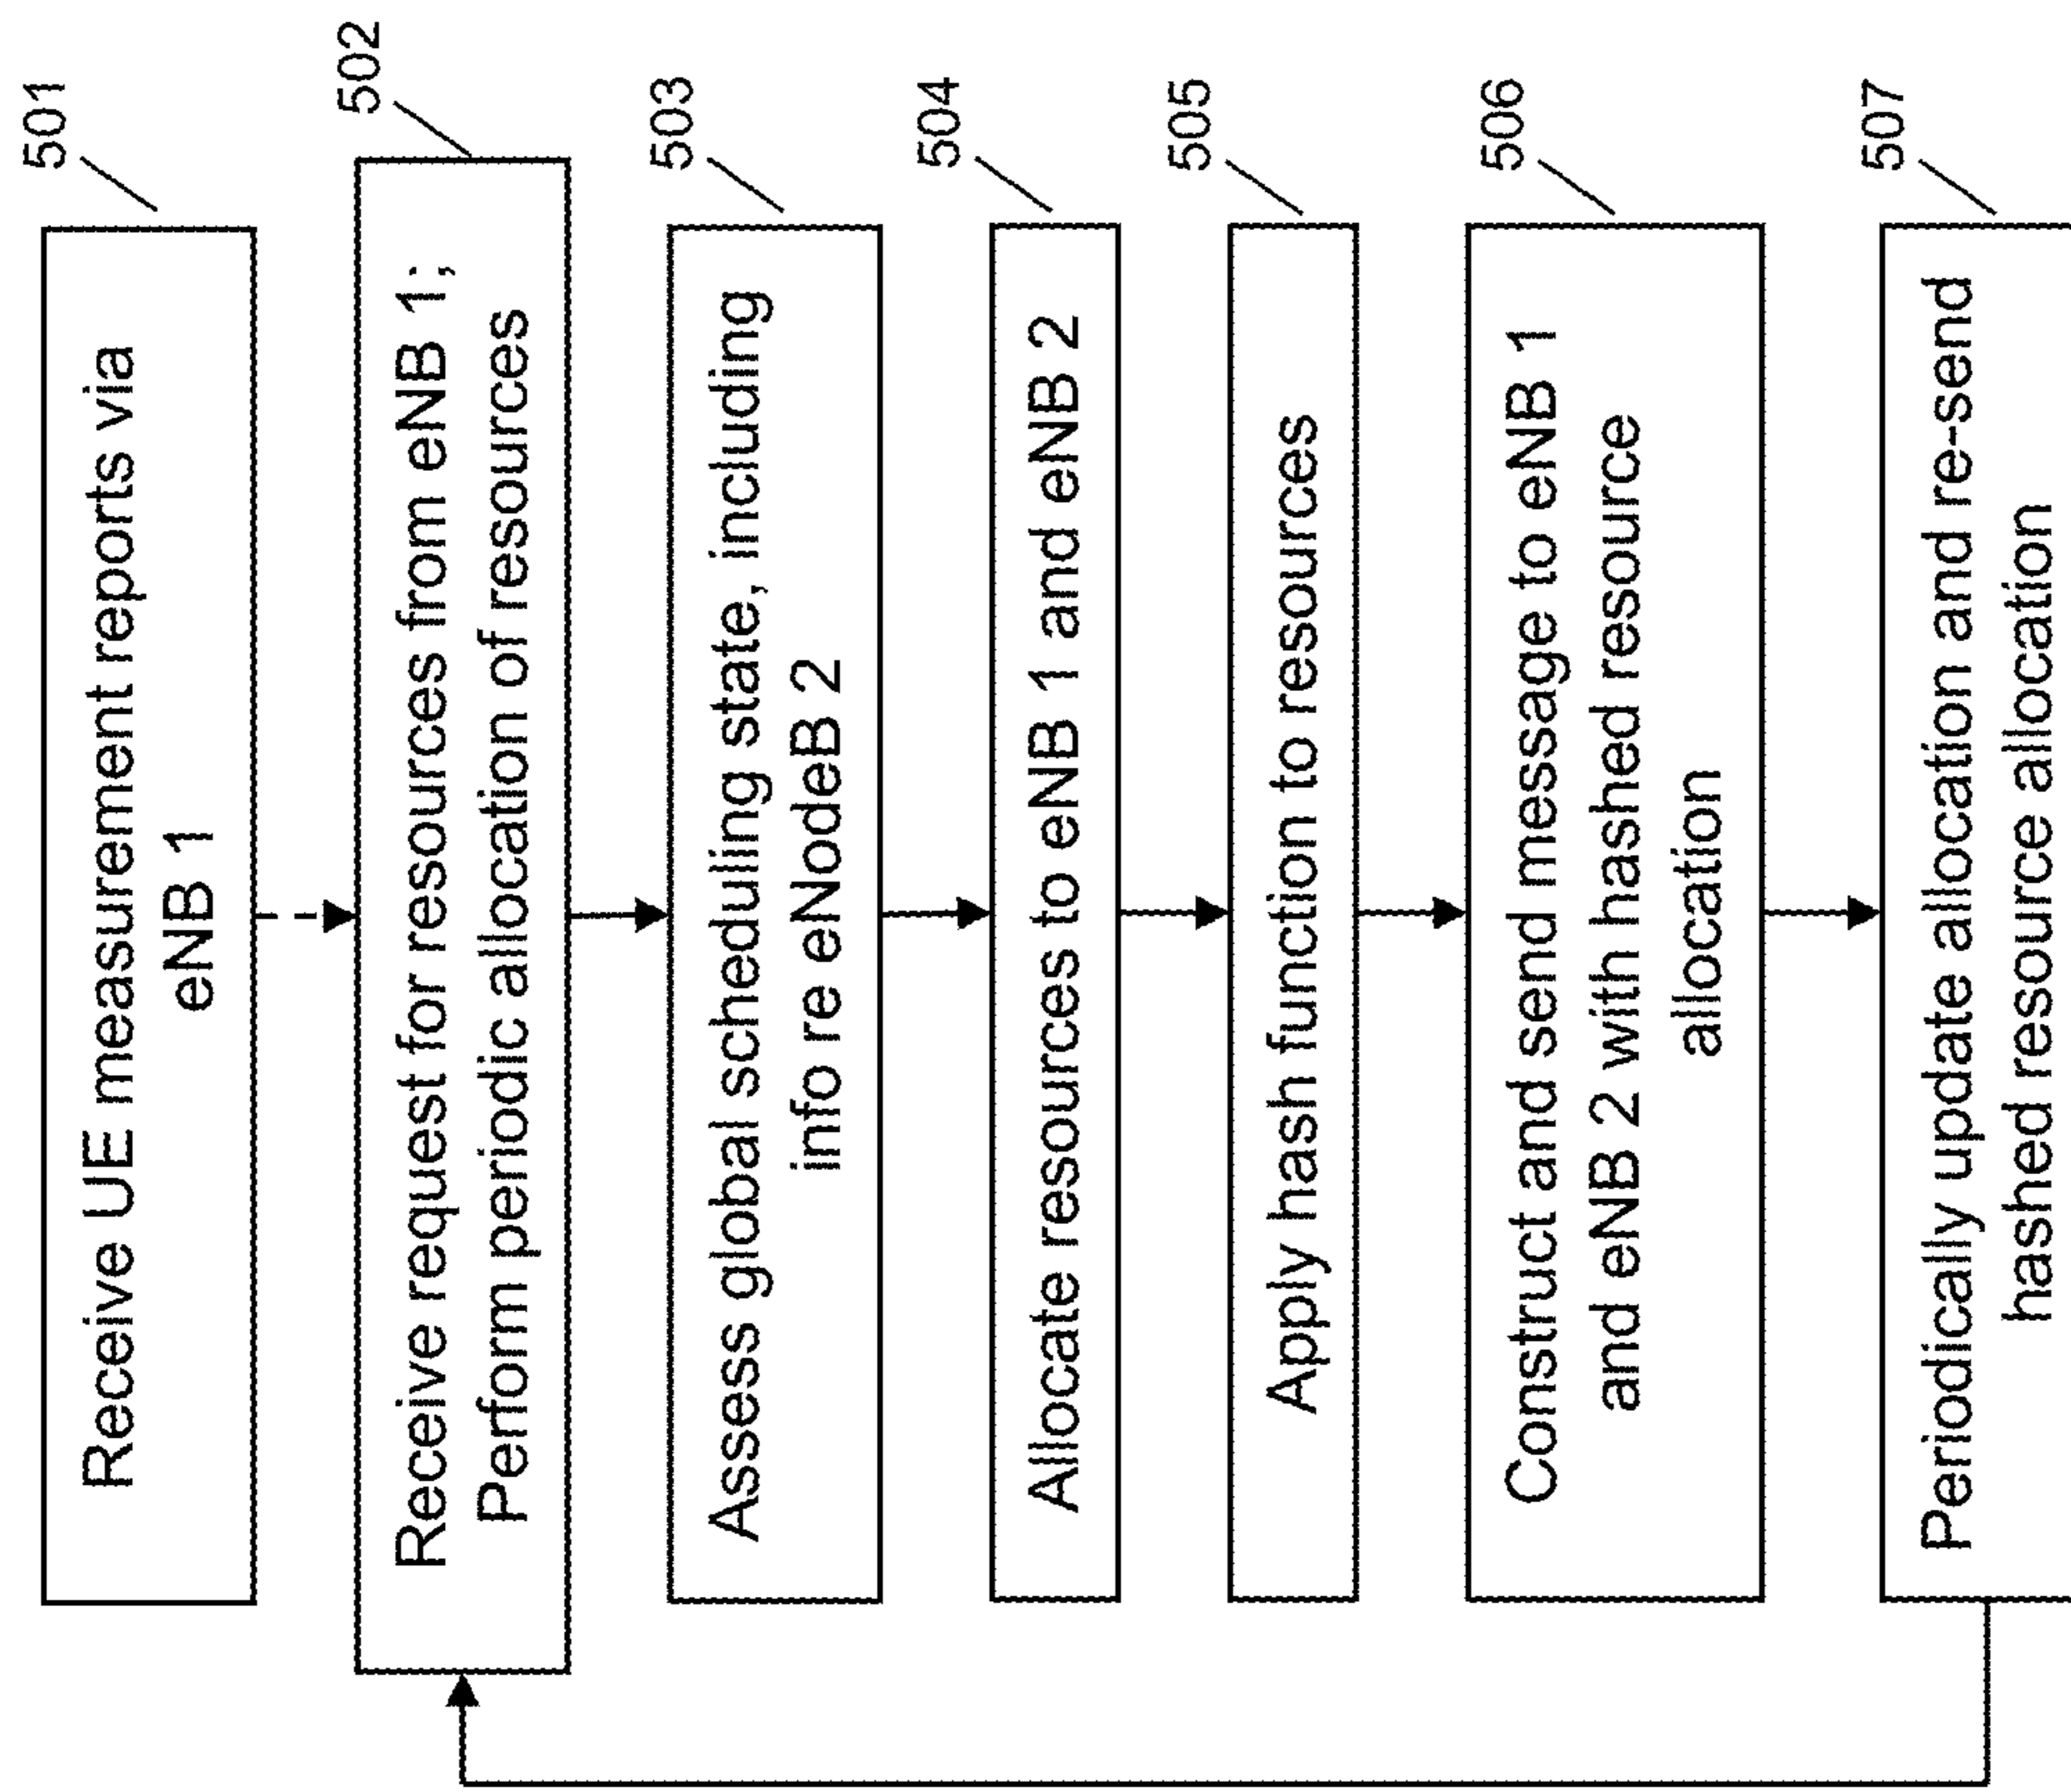 501
Receive UE measurement reports via
eNB 1
502
Receive request for resources from eNB 1;
Perform periodic allocation of resources
503
Assess global scheduling state, including
info re eNodeB 2
504
Allocate resources to eNB 1 and eNB 2
505
Apply hash function to resources
506
Construct and send message to eNB 1
and eNB 2 with hashed resource
allocation
507
Periodically update allocation and re-send
hashed resource allocation